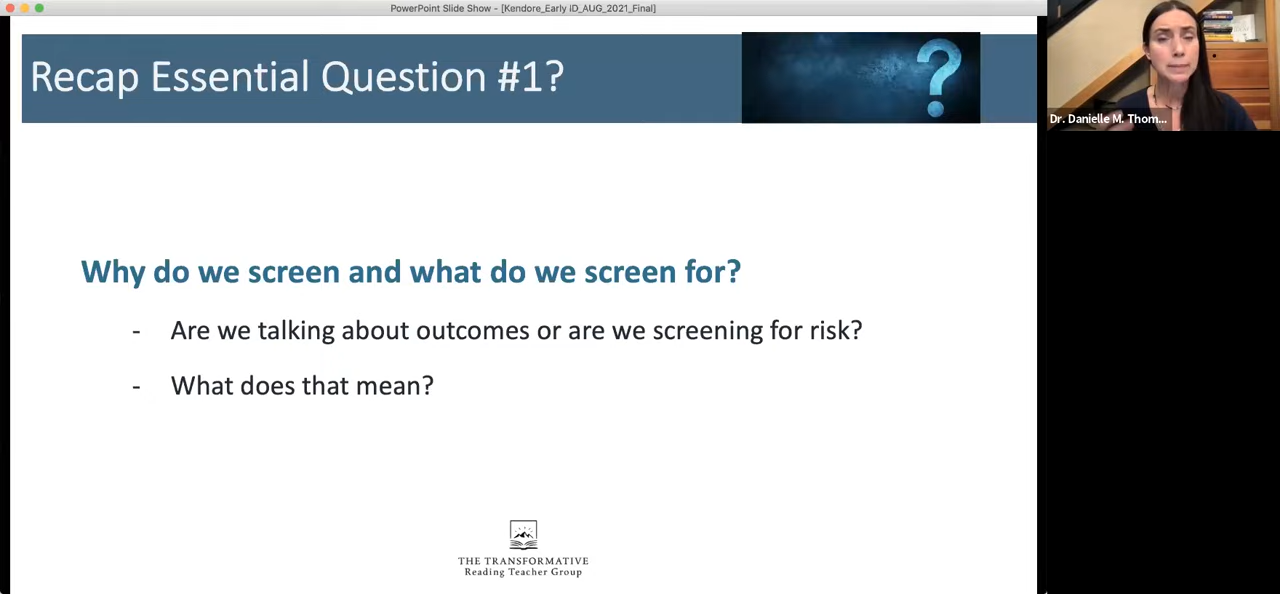 PowerPoint Slide Show - [Kendore_Early iD_AUG_2021_Final]
Recap Essential Question #1?
Dr. Danielle M. Thom...
Why do we screen and what do we screen for?
- Are we talking about outcomes or are we screening for risk?
- What does that mean?
THE TRANSFORMATIVE
Reading Teacher Group